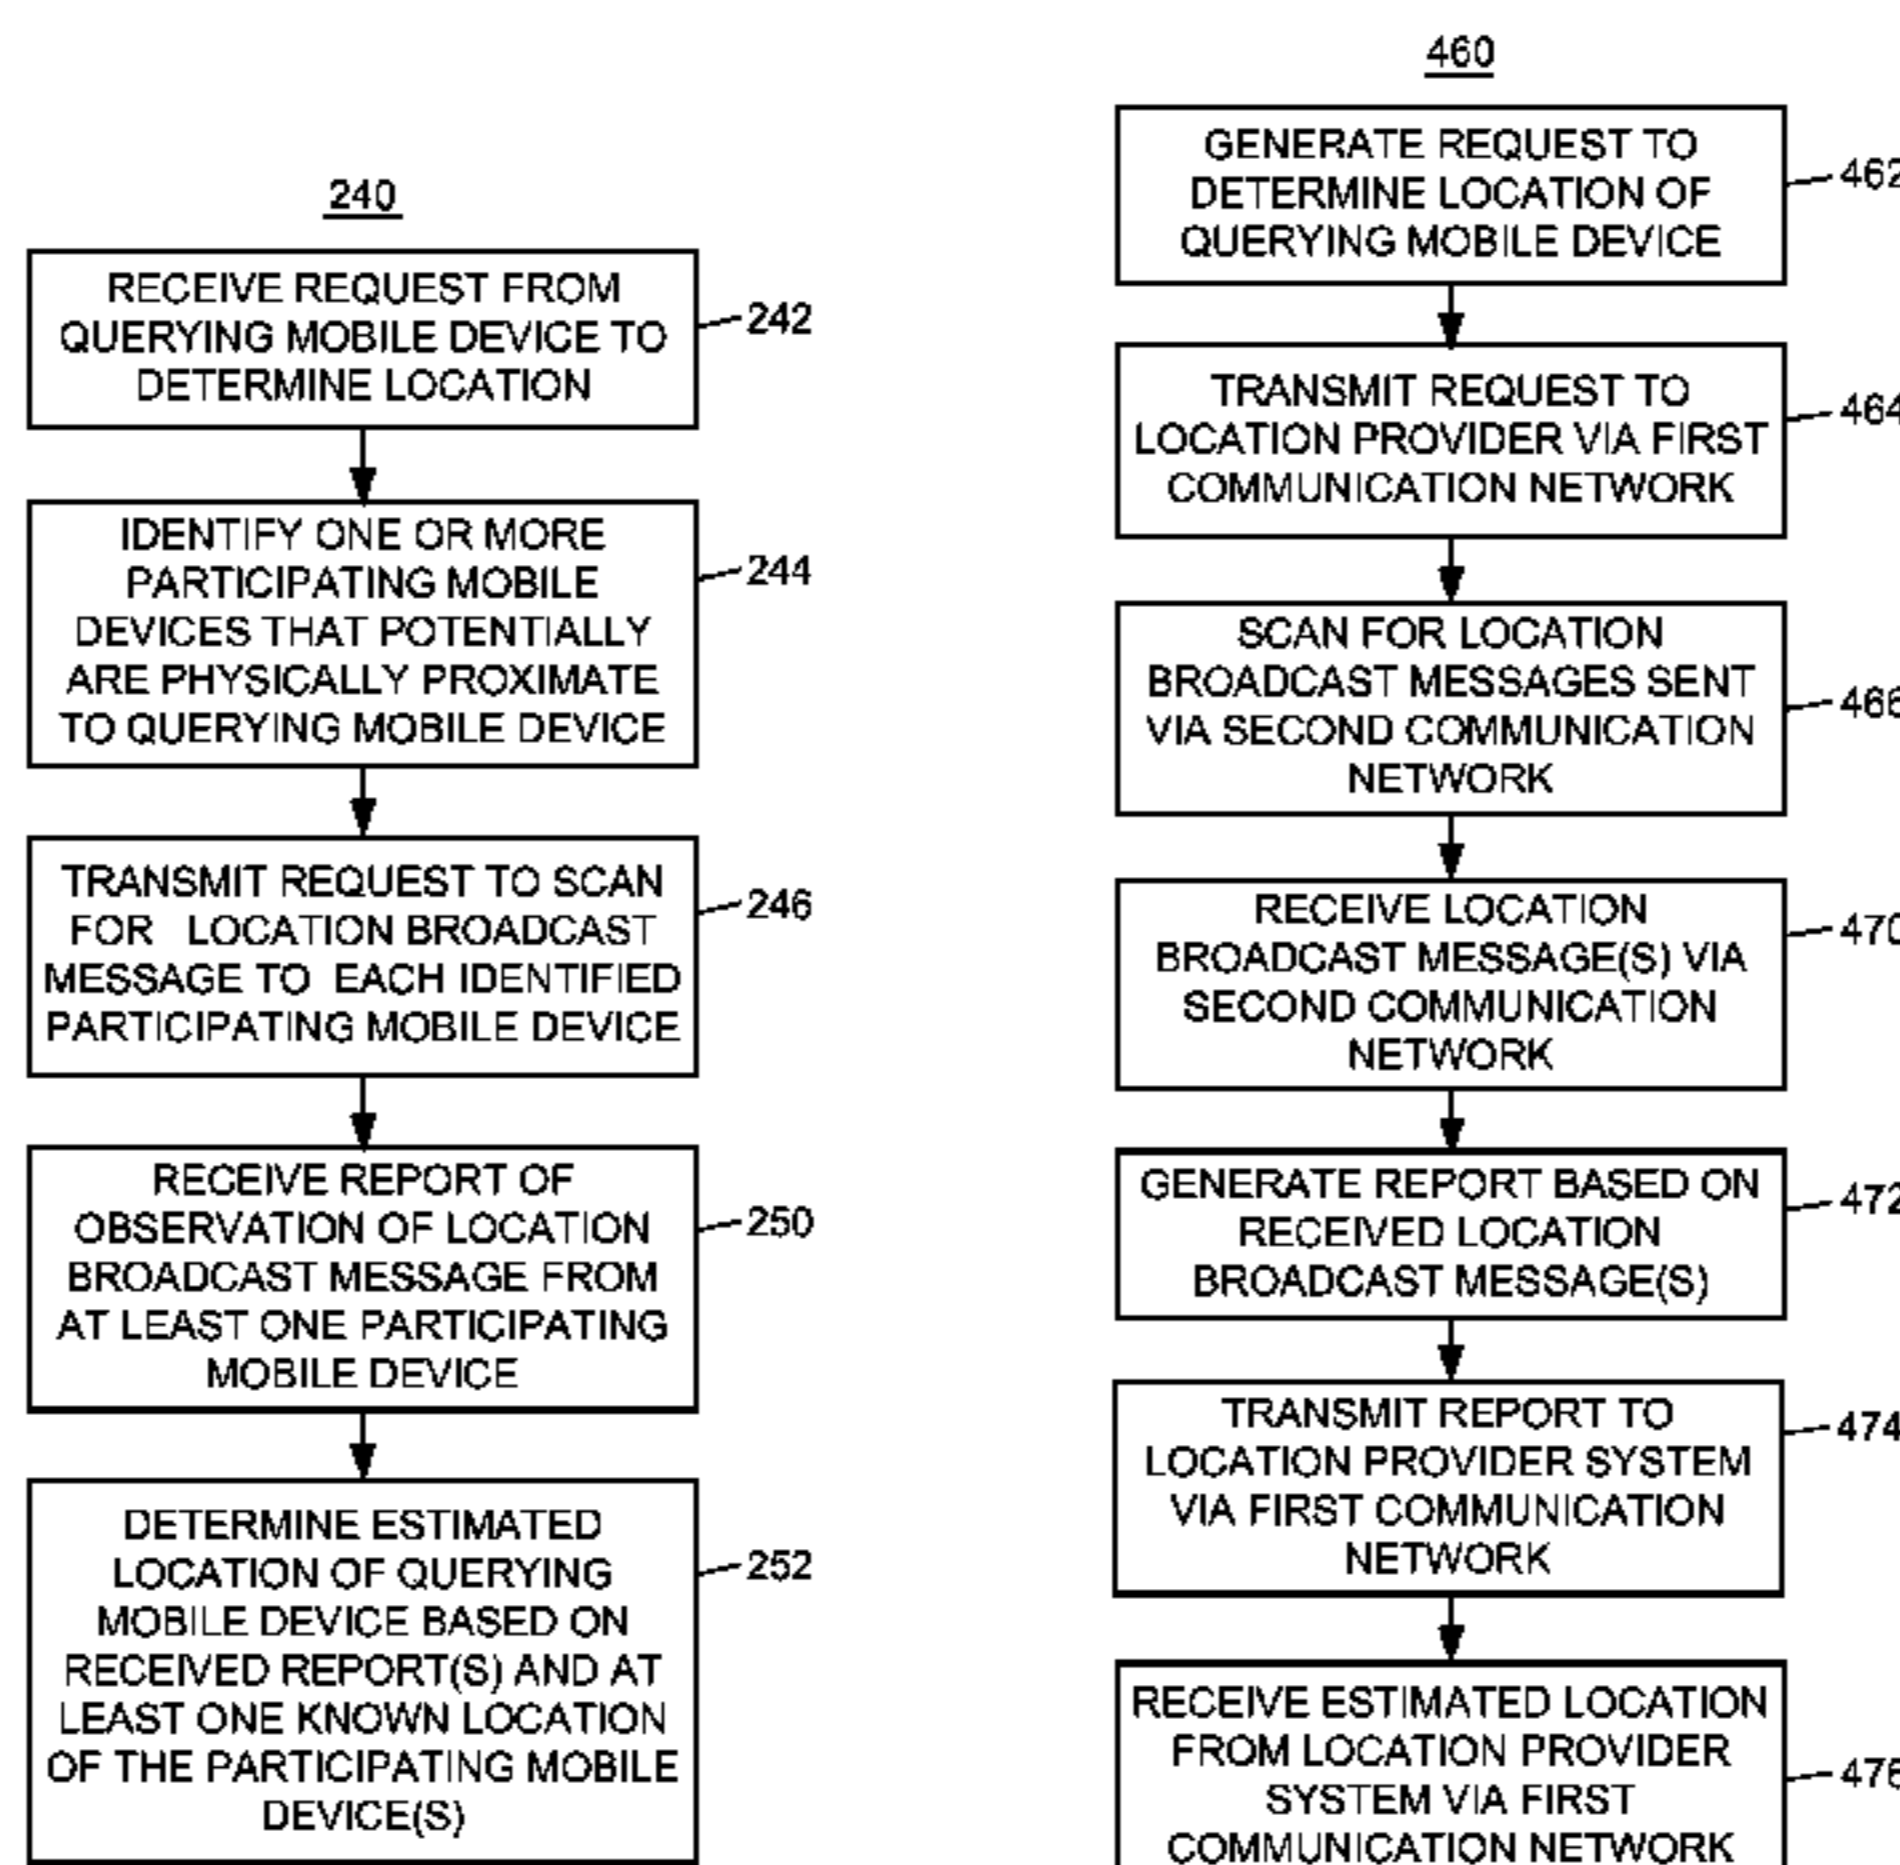 240
RECEIVE REQUEST FROM
QUERYING MOBILE DEVICE TO
DETERMINE LOCATION
242
IDENTIFY ONE OR MORE
PARTICIPATING MOBILE
DEVICES THAT POTENTIALLY
ARE PHYSICALLY PROXIMATE
TO QUERYING MOBILE DEVICE
244
TRANSMIT REQUEST TO SCAN
FOR LOCATION BROADCAST
MESSAGE TO EACH IDENTIFIED
PARTICIPATING MOBILE DEVICE
246
RECEIVE REPORT OF
OBSERVATION OF LOCATION
BROADCAST MESSAGE FROM
AT LEAST ONE PARTICIPATING
MOBILE DEVICE
250
DETERMINE ESTIMATED
LOCATION OF QUERYING
MOBILE DEVICE BASED ON
RECEIVED REPORT(S) AND AT
LEAST ONE KNOWN LOCATION
OF THE PARTICIPATING MOBILE
DEVICE(S)
252
460
GENERATE REQUEST TO
DETERMINE LOCATION OF
QUERYING MOBILE DEVICE
462
TRANSMIT REQUEST TO
LOCATION PROVIDER VIA FIRST
COMMUNICATION NETWORK
464
SCAN FOR LOCATION
BROADCAST MESSAGES SENT
VIA SECOND COMMUNICATION
NETWORK
466
RECEIVE LOCATION
BROADCAST MESSAGE(S) VIA
SECOND COMMUNICATION
NETWORK
470
GENERATE REPORT BASED ON
RECEIVED LOCATION
BROADCAST MESSAGE(S)
472
TRANSMIT REPORT TO
LOCATION PROVIDER SYSTEM
VIA FIRST COMMUNICATION
NETWORK
474
RECEIVE ESTIMATED LOCATION
FROM LOCATION PROVIDER
SYSTEM VIA FIRST
COMMUNICATION NETWORK
476